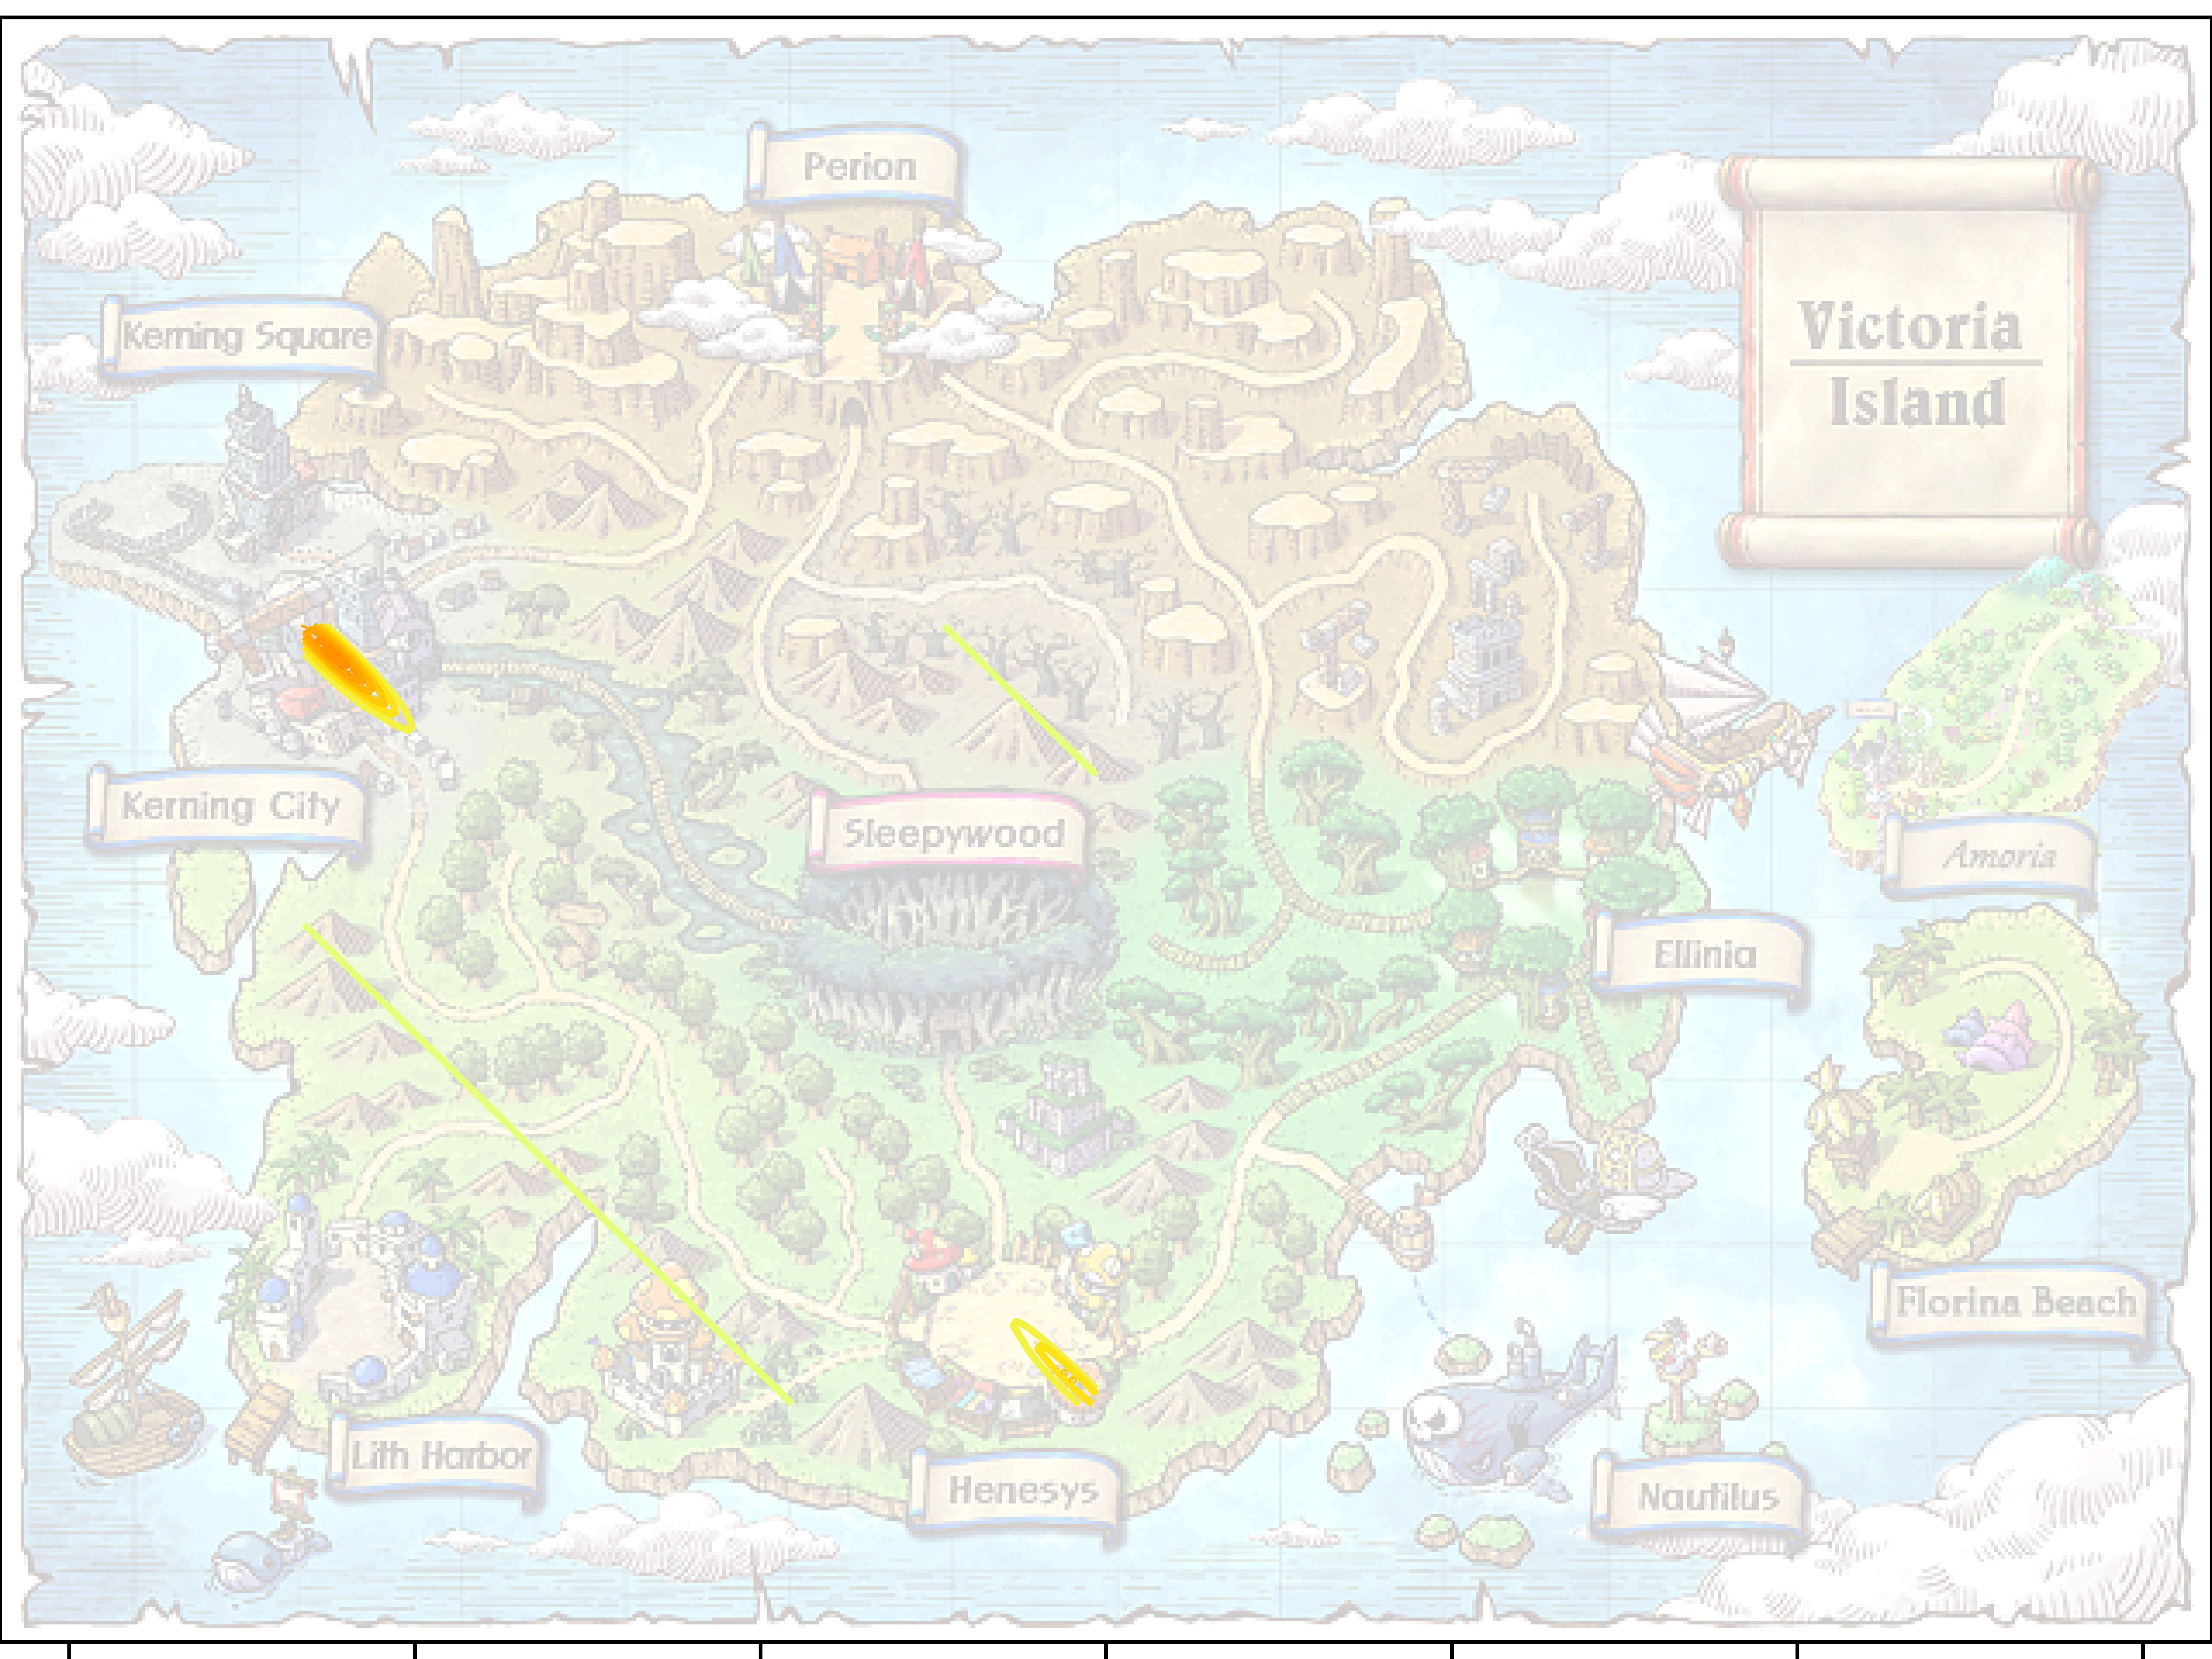 Perion
Kerning Square
Victoria
Island
Kerning City
Sleepywood
Amoria
Ellinia
Florina Beach
Lith Harbor
Henesys
Nautilus